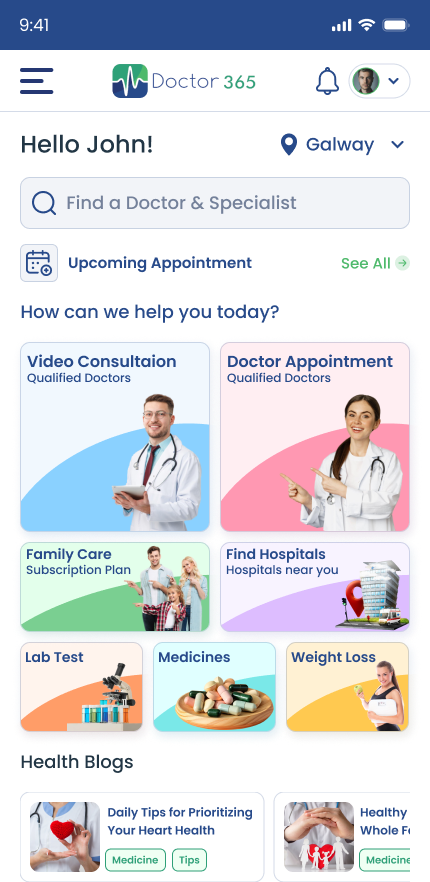 9:41
Doctor 365
Hello John!
Galway
Find a Doctor & Specialist
Upcoming Appointment
See All
How can we help you today?
Video Consultaion
Qualified Doctors
Doctor Appointment
Qualified Doctors
Family Care
Subscription Plan
Find Hospitals
Hospitals near you
Lab Test
Medicines
Weight Loss
Health Blogs
Daily Tips for Prioritizing
Your Heart Health
Medicine
Tips
Healthy
Whole
Medicine